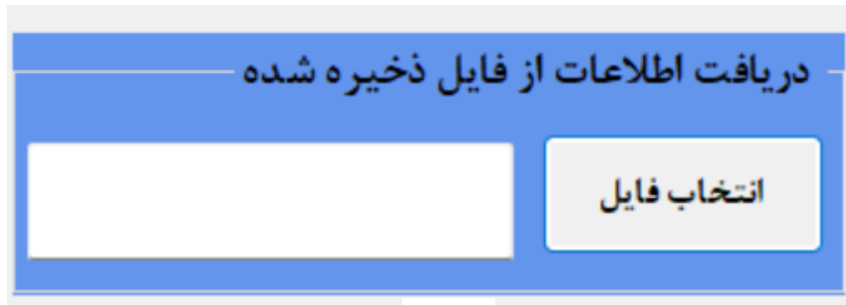 دریافت اطلاعات از فایل ذخیره شده
انتخاب فایل